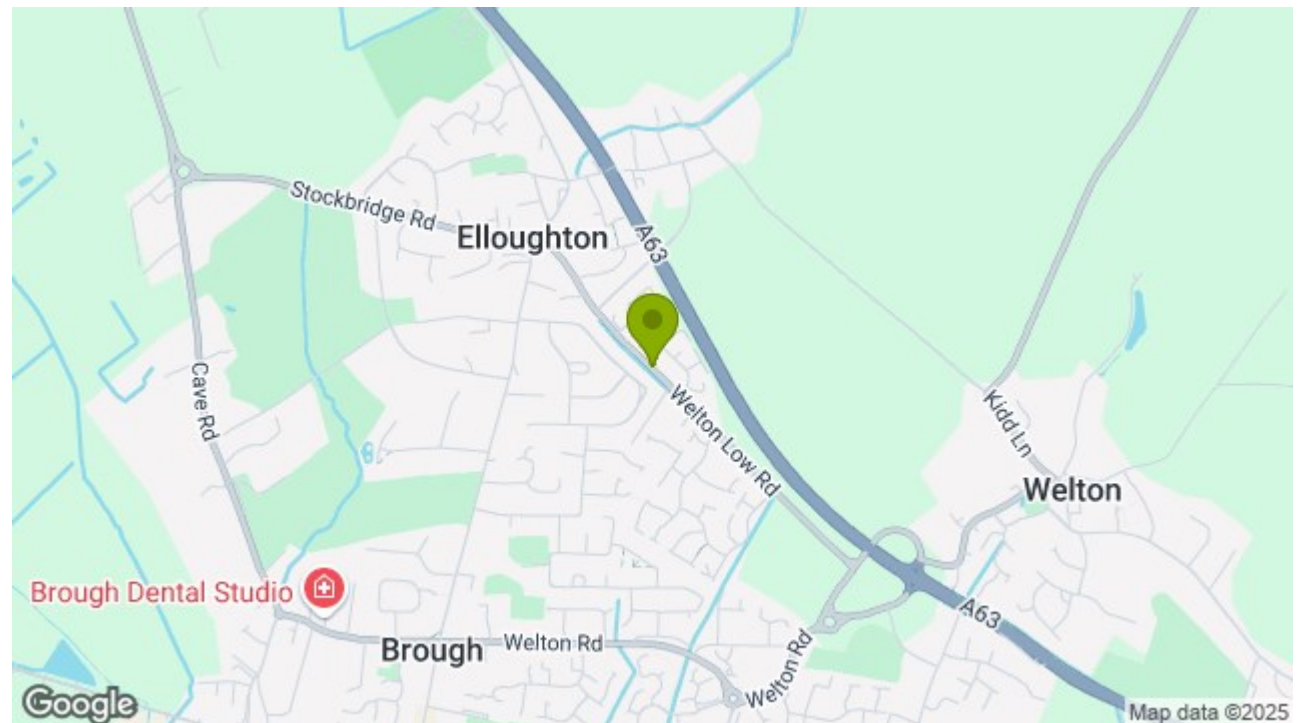 Stockbridge Rd
Elloughton
A63
Cave Rd
Welton Low Rd
Kidd Ln
Welton
Brough Dental Studio
A63
Brough
Welton Rd
Welton Rd
Google
Map data ©2025